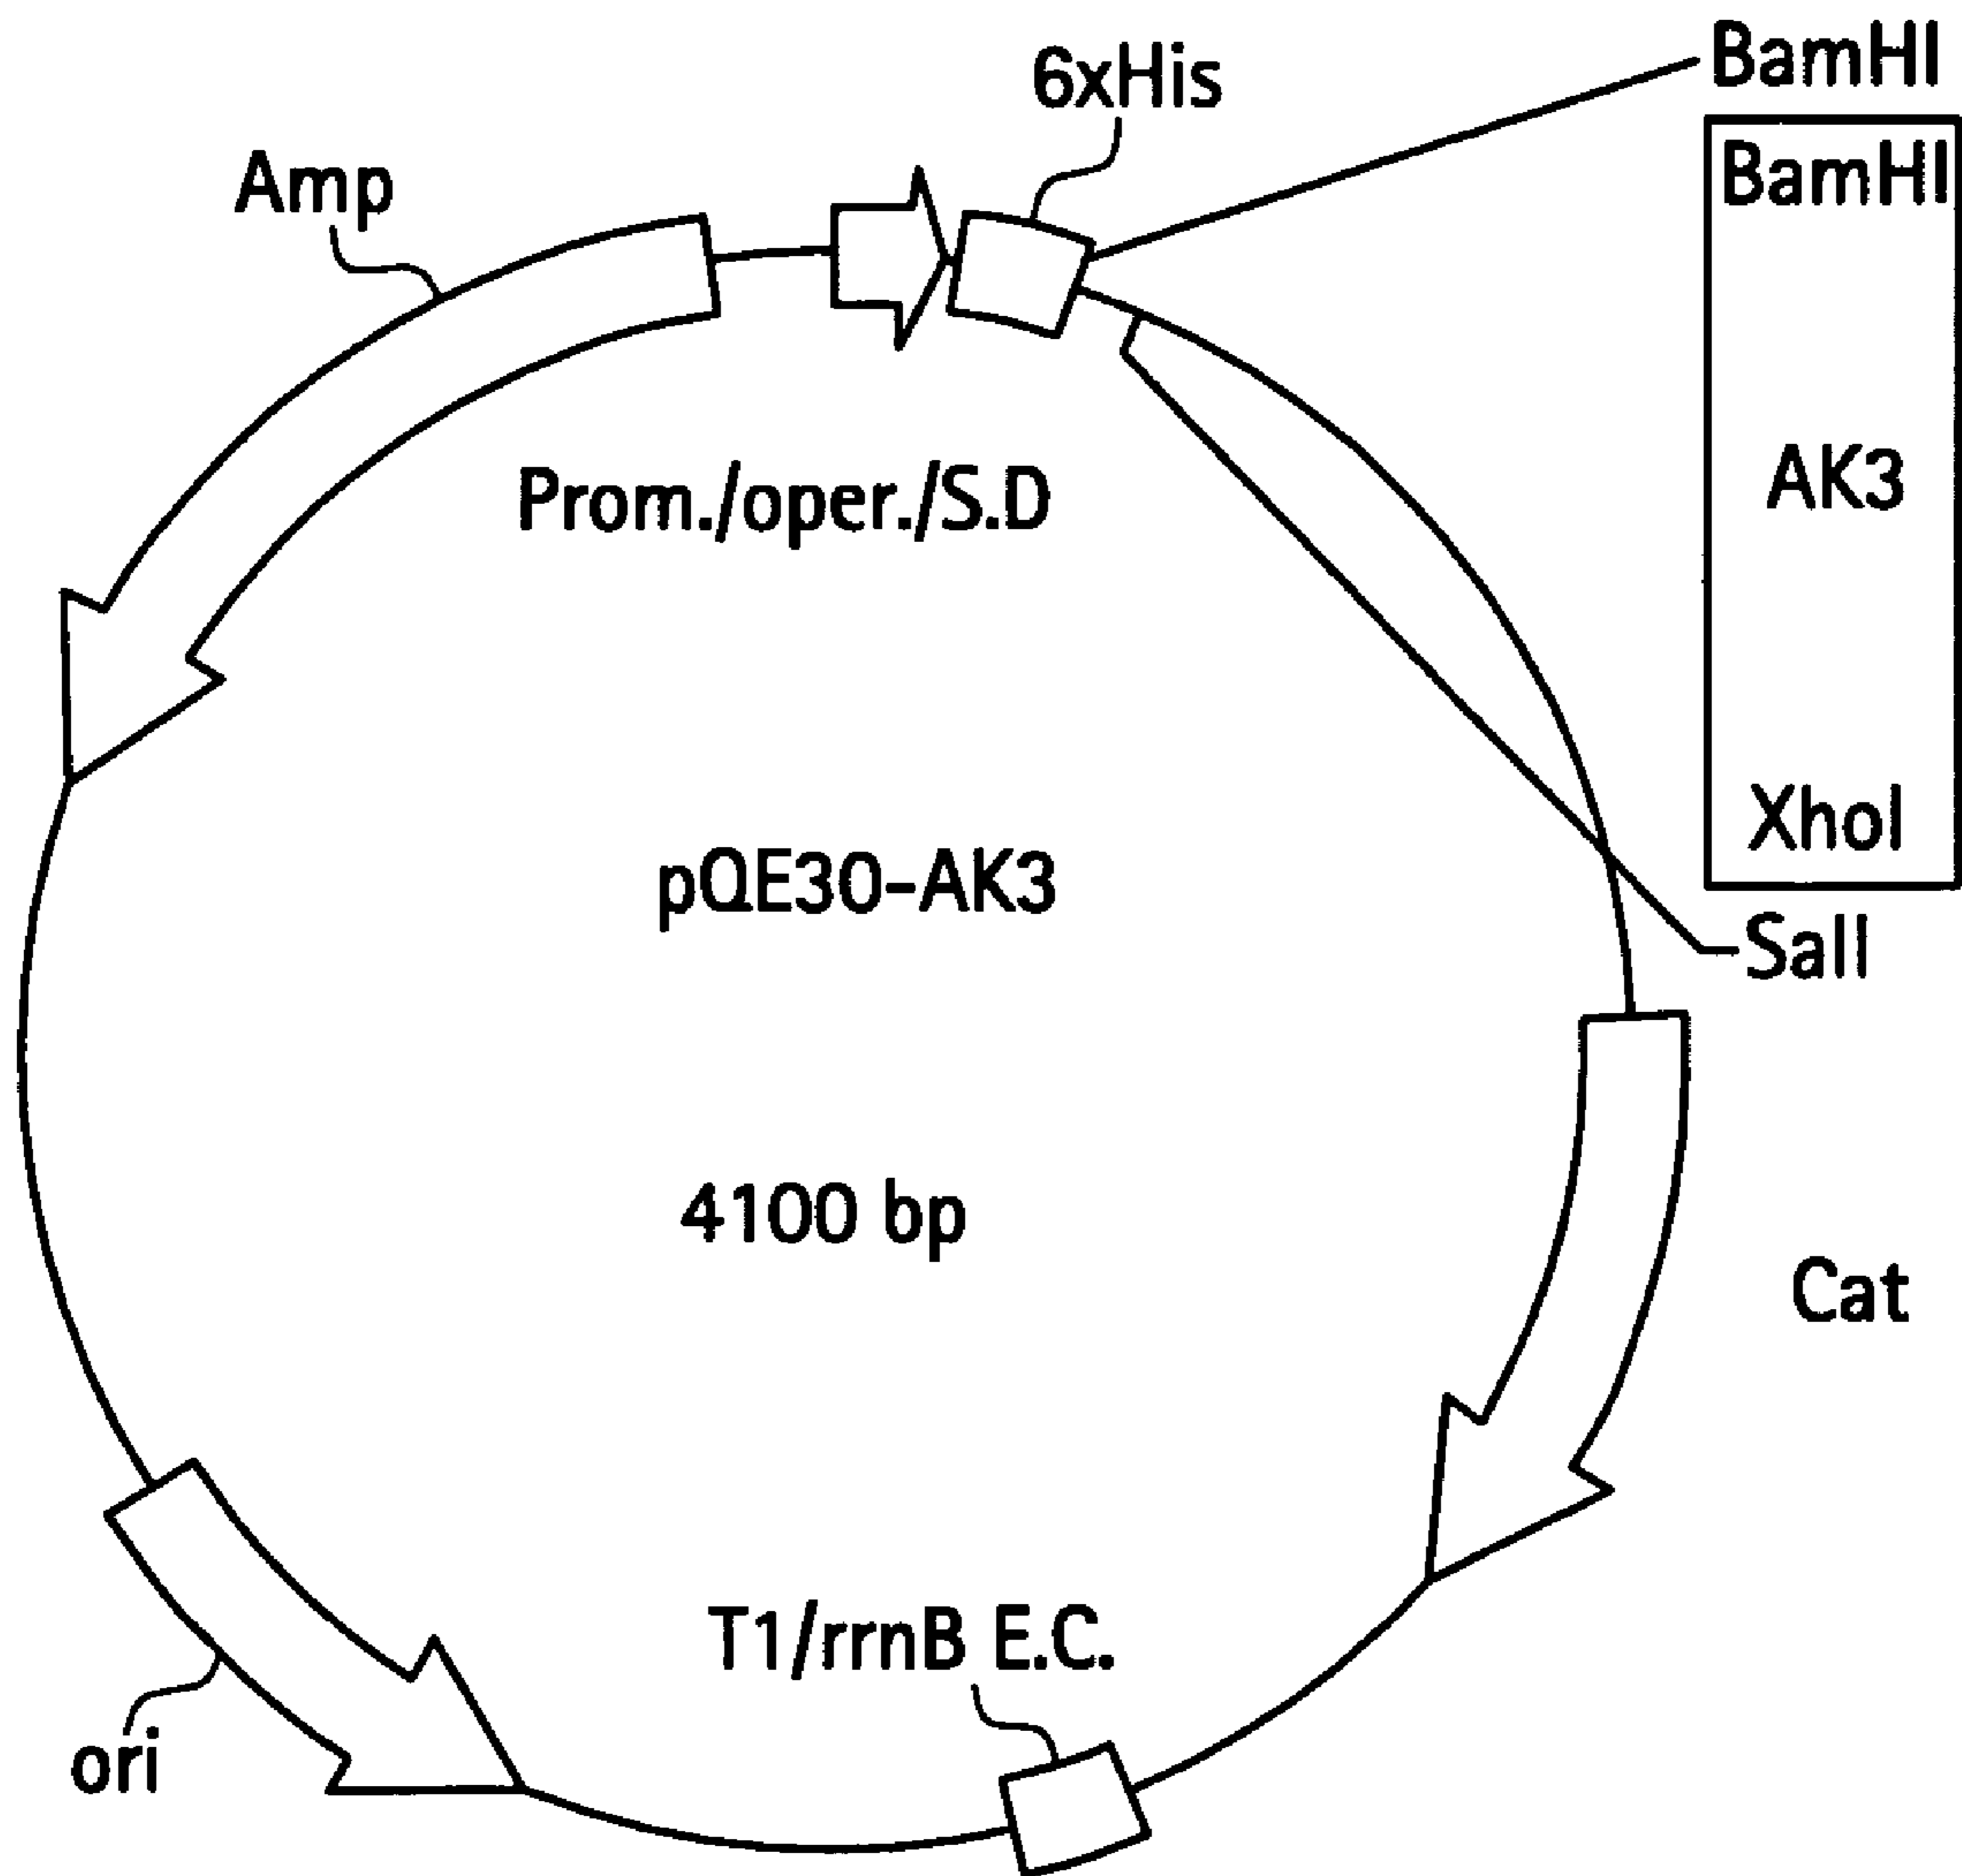 BamHI
6xHis
BamHI
Amp
AK3
Prom./oper./S.D
XhoI
pQE30-AK3
SalI
4100 bp
Cat
T1/rrnB E.C.
ori